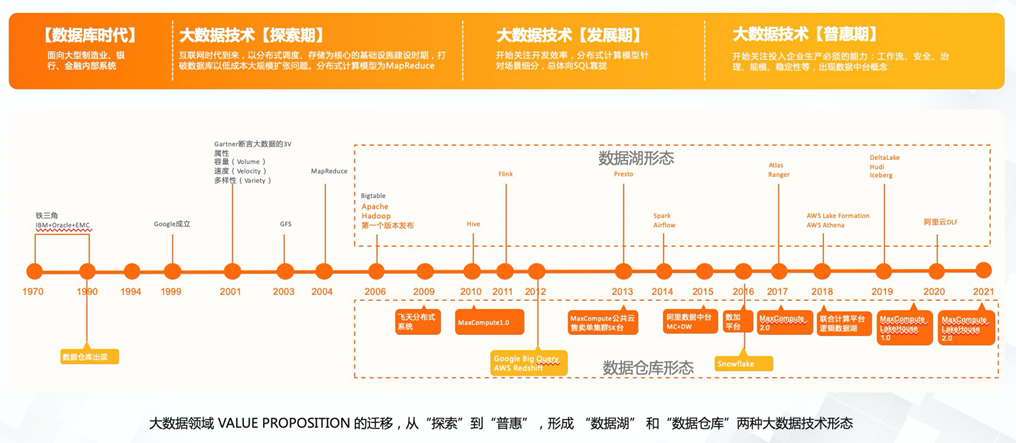 【数据库时代】
面向大型制造业、银
行、金融内部系统
大数据技术【探索期】
互联网时代到来，以分布式调度、存储为核心的基础设施建设时期，打
破数据库以低成本大规模扩张问题。分布式计算模型为MapReduce
大数据技术【发展期】
开始关注开发效率，分布式计算模型针
对场景细分，总体向SQL靠拢
大数据技术【普惠期】
开始关注投入企业生产必须的能力：工作流、安全、治
理、规模、稳定性等，出现数据中台概念
数据湖形态
铁三角
IBM+Oracle+EMC
Google成立
Gartner断言大数据的3V
属性
容量（Volume）
速度（Velocity）
多样性（Variety）
GFS
MapReduce
Bigtable
Apache
Hadoop
第一个版本发布
Hive
Flink
Presto
Spark
Airflow
Atlas
Ranger
AWS Lake Formation
AWS Athena
DeltaLake
Hudi
Iceberg
阿里云DLF
1970 1990 1994 1999 2001 2003 2004 2006 2009 2010 2011 2012 2013 2014 2015 2016 2017 2018 2019 2020 2021
数据仓库出现
飞天分布式
系统
MaxCompute1.0
Google Big Query
AWS Redshift
MaxCompute公共云
售卖单集群5K台
阿里数据中台
MC+DW
数加
平台
Snowflake
MaxCompute
2.0
联合计算平台
逻辑数据湖
MaxCompute
LakeHouse
1.0
MaxCompute
LakeHouse
2.0
数据仓库形态
大数据领域 VALUE PROPOSITION 的迁移，从“探索”到“普惠”，形成 “数据湖” 和“数据仓库”两种大数据技术形态